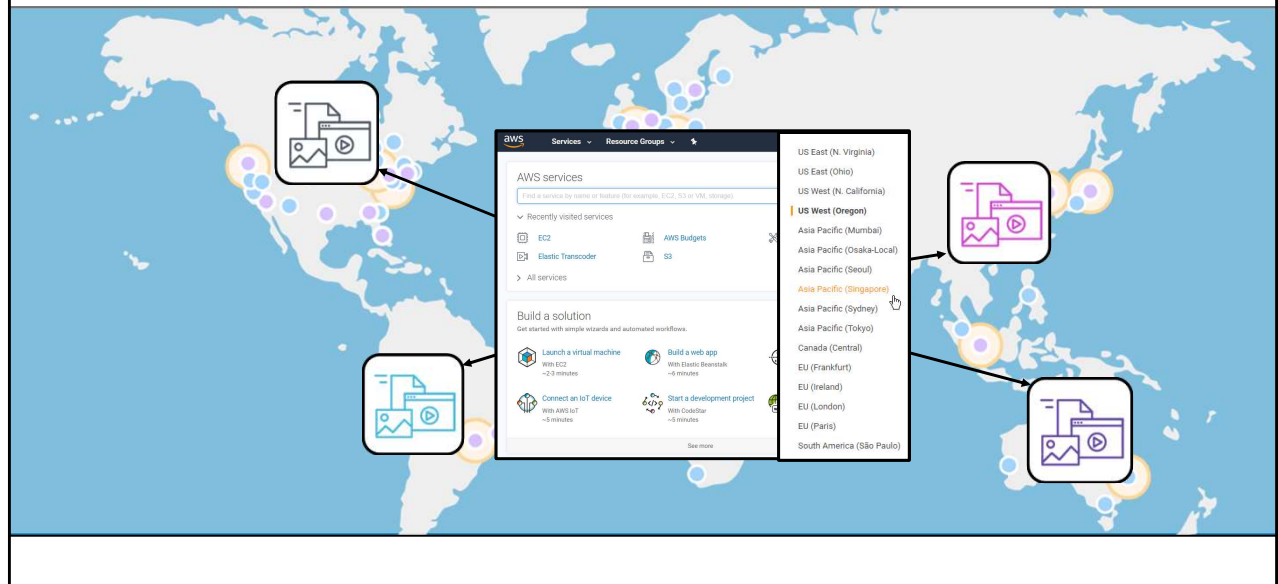 aws Services Resource Groups
AWS services
Find a service by name or feature (for example, EC2, S3 or VM, storage).
Recently visited services
EC2 AWS Budgets
Elastic Transcoder S3
All services
Build a solution
Get started with simple wizards and automated workflows.
Launch a virtual machine
With EC2
~2-3 minutes
Build a web app
With Elastic Beanstalk
~6 minutes
Connect an IoT device
With AWS IoT
~5 minutes
Start a development project
With CodeStar
~5 minutes
See more
US East (N. Virginia)
US East (Ohio)
US West (N. California)
US West (Oregon)
Asia Pacific (Mumbai)
Asia Pacific (Osaka-Local)
Asia Pacific (Seoul)
Asia Pacific (Singapore)
Asia Pacific (Sydney)
Asia Pacific (Tokyo)
Canada (Central)
EU (Frankfurt)
EU (Ireland)
EU (London)
EU (Paris)
South America (São Paulo)